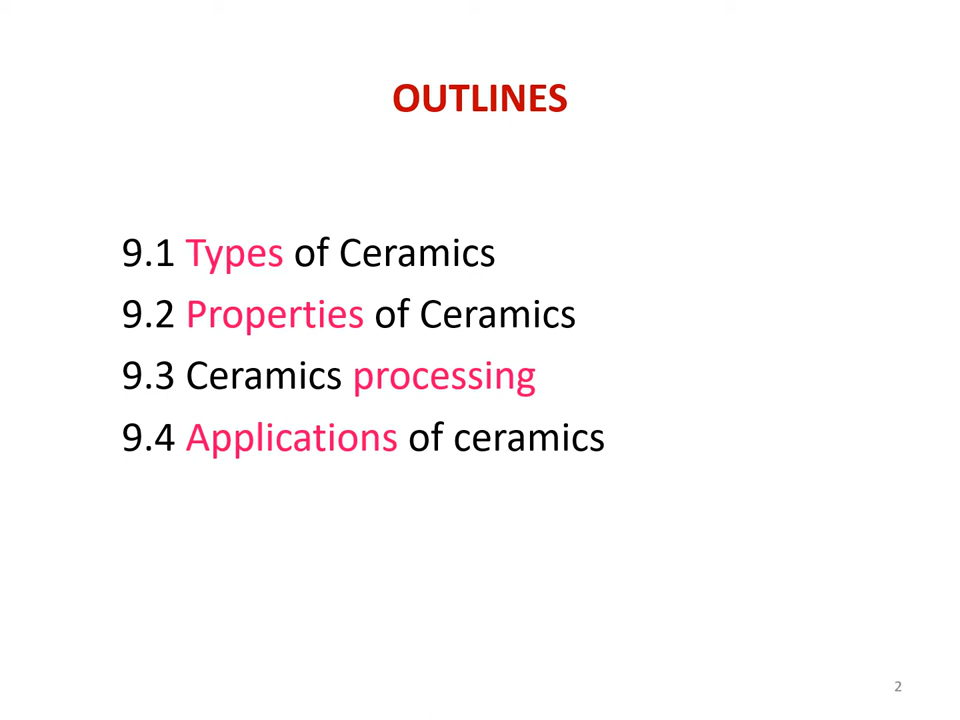 OUTLINES
9.1 Types of Ceramics
9.2 Properties of Ceramics
9.3 Ceramics processing
9.4 Applications of ceramics
2